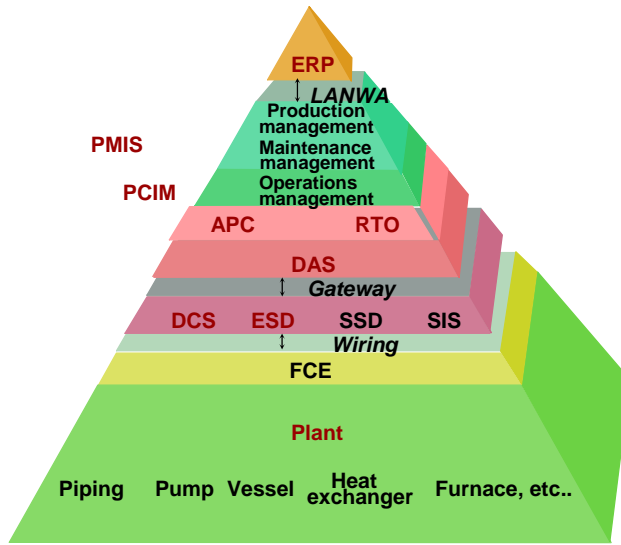 ERP
LANWA
Production
management
PMIS
Maintenance
management
PCIM
Operations
management
APC RTO
DAS
Gateway
DCS ESD SSD SIS
Wiring
FCE
Plant
Piping Pump Vessel Heat exchanger Furnace, etc..